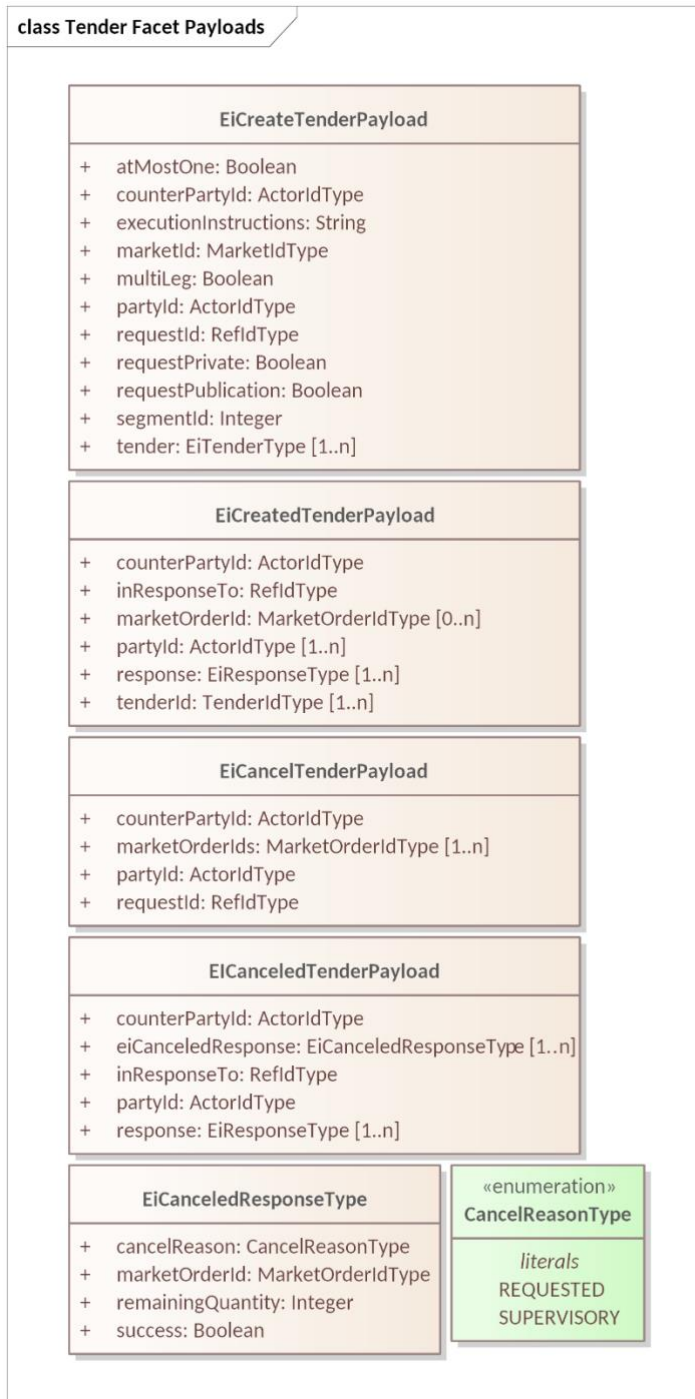 class Tender Facet Payloads
EiCreateTenderPayload
+ atMostOne: Boolean
+ counterPartyId: ActorIdType
+ executionInstructions: String
+ marketId: MarketIdType
+ multiLeg: Boolean
+ partyId: ActorIdType
+ requestId: RefIdType
+ requestPrivate: Boolean
+ requestPublication: Boolean
+ segmentId: Integer
+ tender: EiTenderType [1..n]
EiCreatedTenderPayload
+ counterPartyId: ActorIdType
+ inResponseTo: RefIdType
+ marketOrderId: MarketOrderIdType [0..n]
+ partyId: ActorIdType [1..n]
+ response: EiResponseType [1..n]
+ tenderId: TenderIdType [1..n]
EiCancelTenderPayload
+ counterPartyId: ActorIdType
+ marketOrderIds: MarketOrderIdType [1..n]
+ partyId: ActorIdType
+ requestId: RefIdType
EICanceledTenderPayload
+ counterPartyId: ActorIdType
+ eiCanceledResponse: EiCanceledResponseType [1..n]
+ inResponseTo: RefIdType
+ partyId: ActorIdType
+ response: EiResponseType [1..n]
EiCanceledResponseType
+ cancelReason: CancelReasonType
+ marketOrderId: MarketOrderIdType
+ remainingQuantity: Integer
+ success: Boolean
«enumeration»
CancelReasonType
literals
REQUESTED
SUPERVISORY